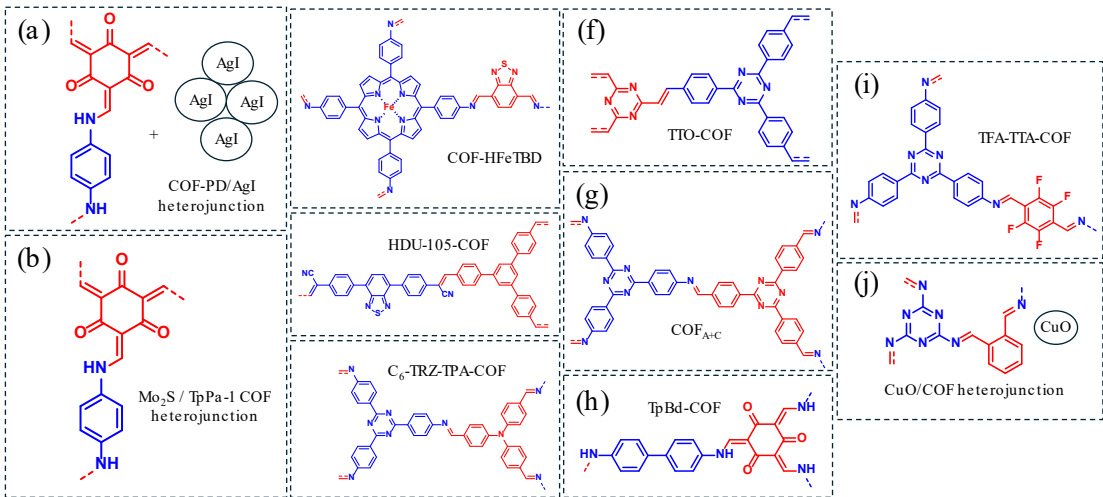 (a)
O
O
O
HN
NH
+
AgI
AgI
AgI
AgI
COF-PD/AgI
heterojunction
(b)
O
O
O
HN
NH
Mo₂S / TpPa-1 COF
heterojunction
N
N
N
N
N
N
N
Fe
N
N
N
S
N
N
COF-HFeTBD
HDU-105-COF
NC
CN
N
N
S
C₆-TRZ-TPA-COF
N
N
N
N
N
N
N
N
N
N
(f)
N
N
N
N
N
N
TTO-COF
(g)
N
N
N
N
N
N
N
N
N
N
N
COF_A+C
(h)
TpBd-COF
HN
NH
O
O
O
NH
NH
(i)
TFA-TTA-COF
N
N
N
N
N
N
N
F
F
F
F
(j)
N
N
N
N
N
N
N
CuO
CuO/COF heterojunction